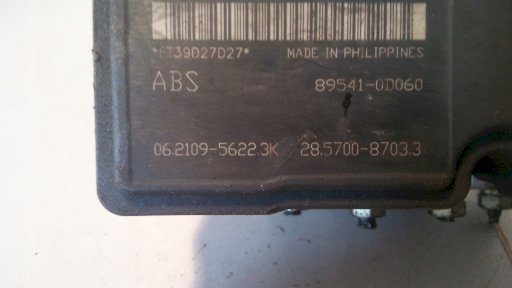 *FT39D27D27* MADE IN PHILIPPINES
ABS 89541-0D060
06.2109-5622.3K 28.5700-8703.3